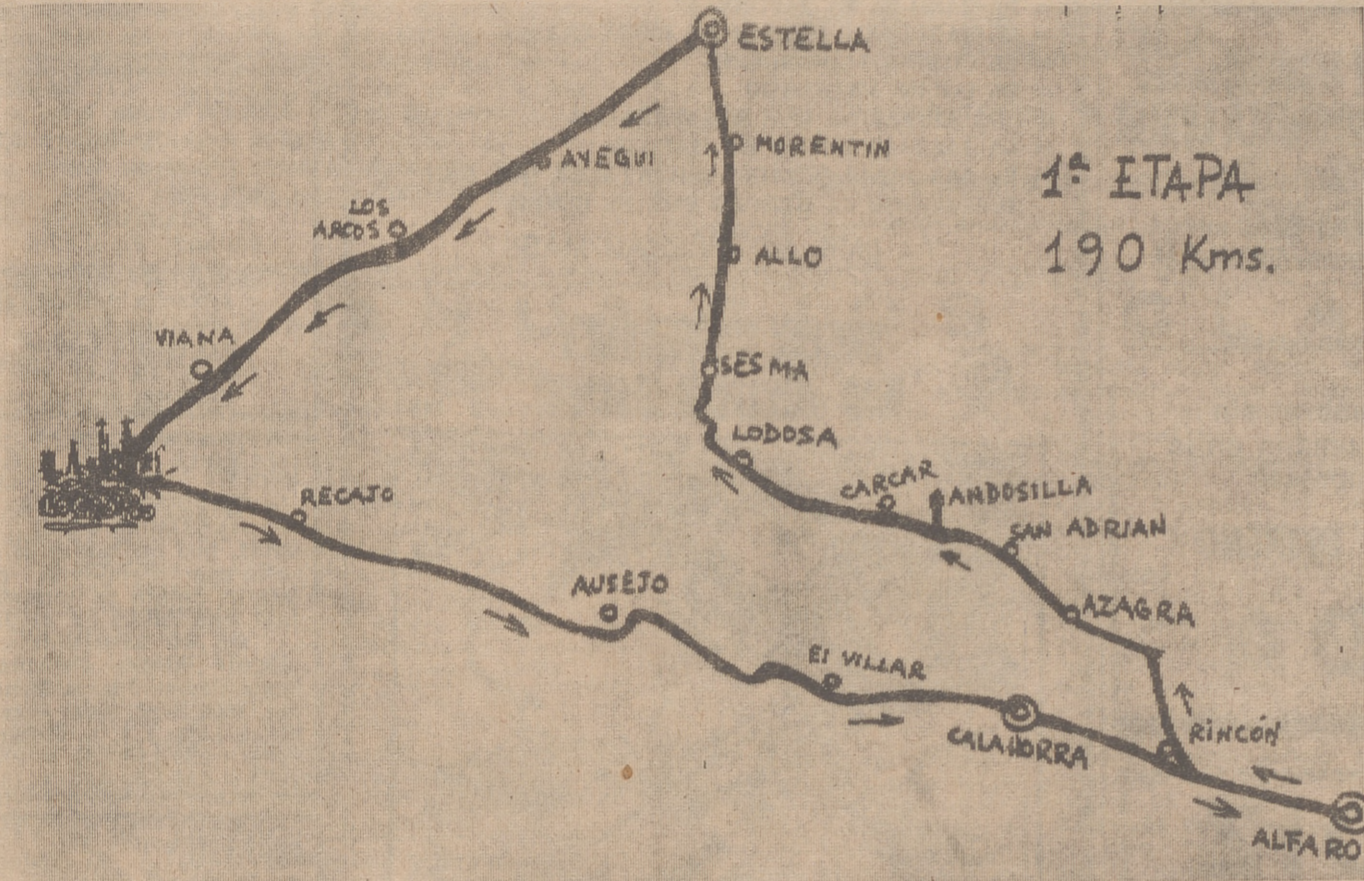 ESTELLA
MORENTIN
AYEGUI
1ª ETAPA
LOS
ARCOS
190 Kms.
ALLO
VIANA
SESMA
LODOSA
CARCAR
ANDOSILLA
RECAJO
SAN ADRIAN
AUSEJO
AZAGRA
El VILLAR
RINCÓN
CALAHORRA
ALFARO